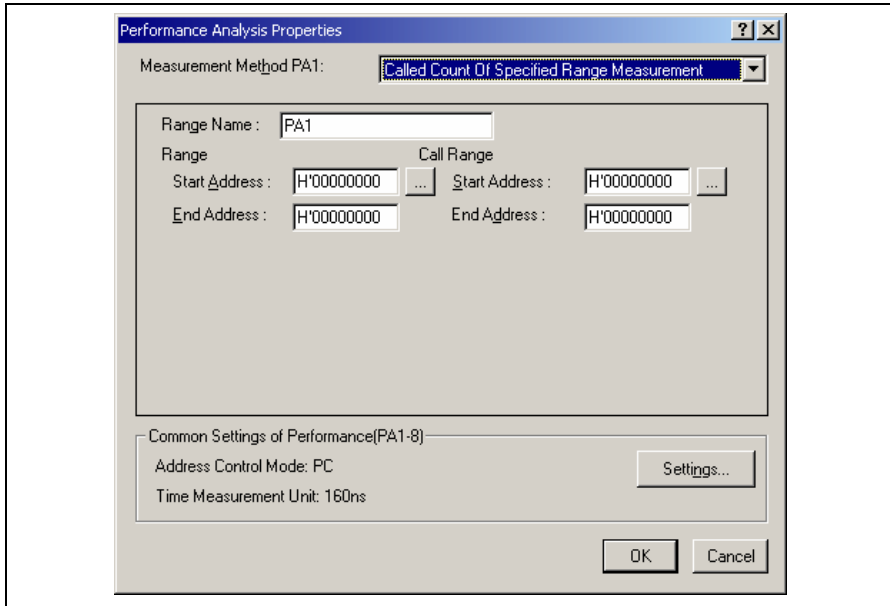 Performance Analysis Properties
Measurement Method PA1: Called Count Of Specified Range Measurement
Range Name : PA1
Range Call Range
Start Address : H'00000000 ... Start Address : H'00000000 ...
End Address : H'00000000 End Address : H'00000000
Common Settings of Performance(PA1-8)
Address Control Mode: PC
Settings...
Time Measurement Unit: 160ns
OK Cancel